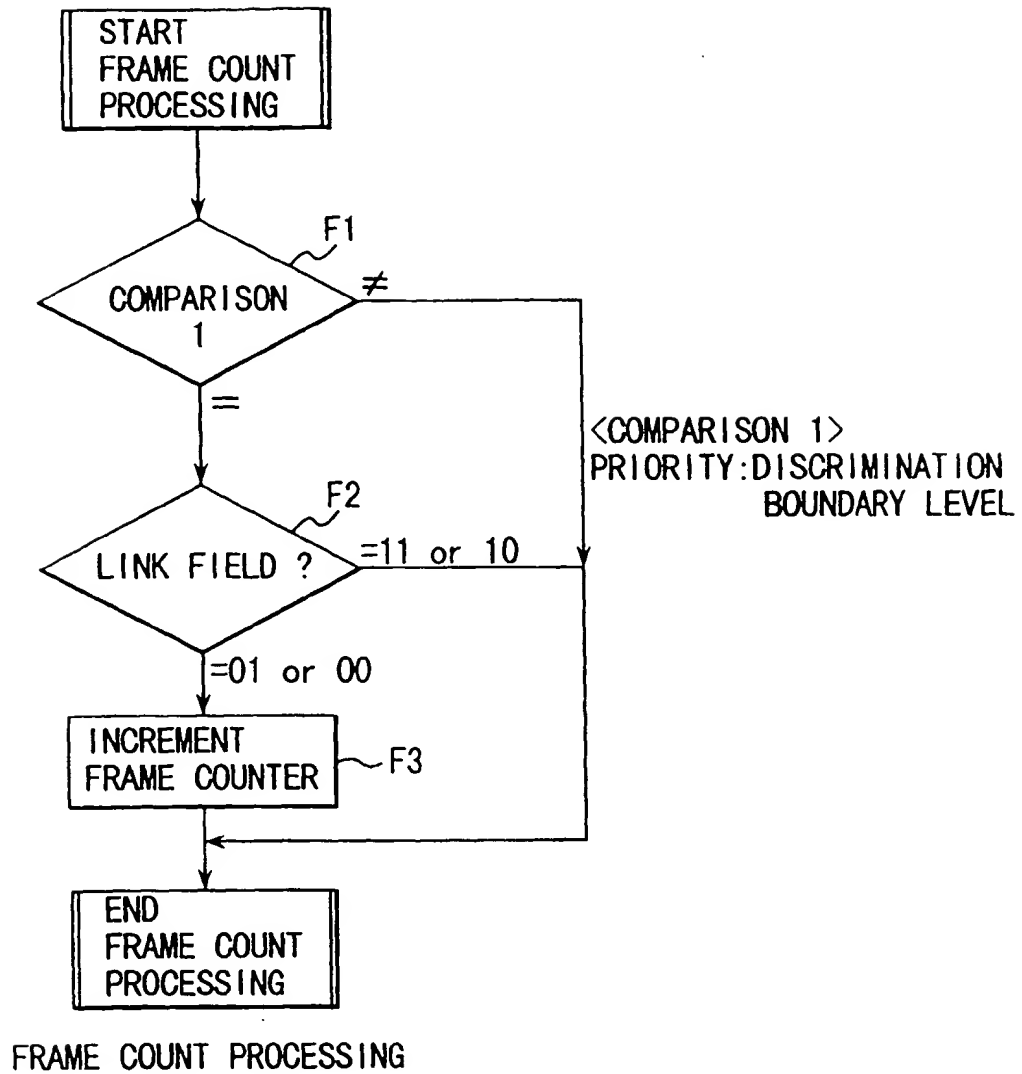 START
FRAME COUNT
PROCESSING
F1
≠
COMPARISON
1
=
<COMPARISON 1>
PRIORITY:DISCRIMINATION
BOUNDARY LEVEL
F2
LINK FIELD ?
=11 or 10
=01 or 00
INCREMENT
FRAME COUNTER
F3
END
FRAME COUNT
PROCESSING
FRAME COUNT PROCESSING